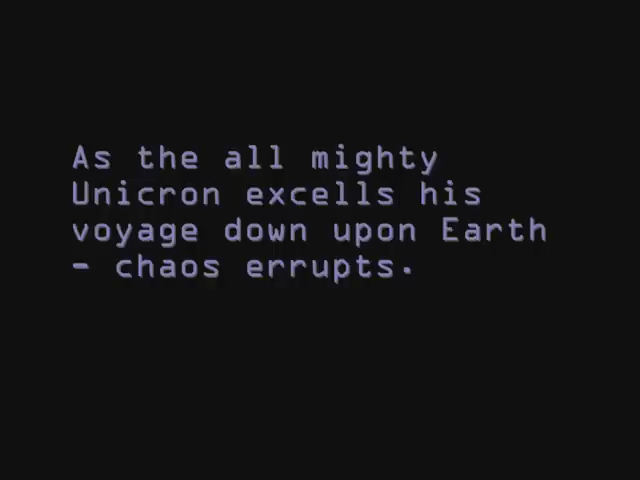 As the all mighty
Unicron excells his
voyage down upon Earth
- chaos errupts.